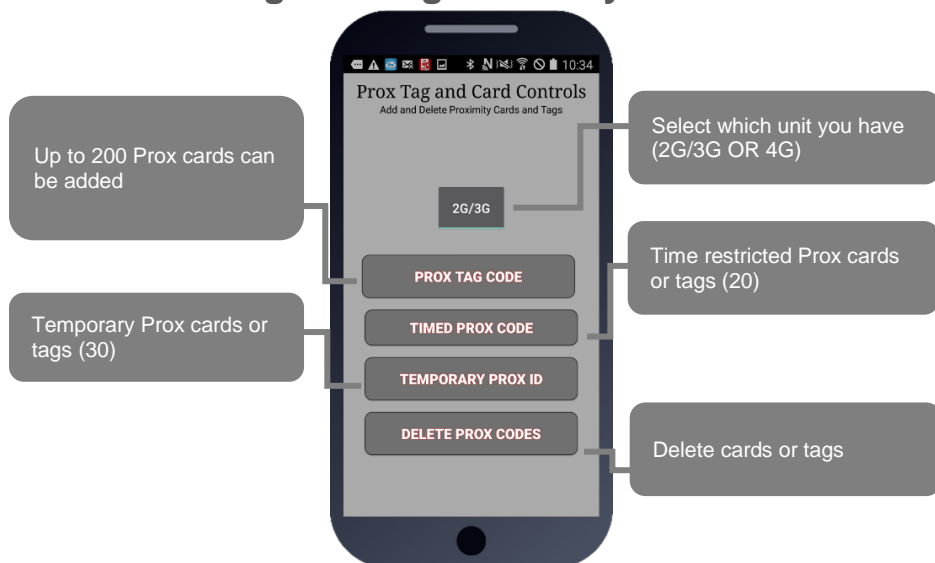 10:34
Prox Tag and Card Controls
Add and Delete Proximity Cards and Tags
Up to 200 Prox cards can
be added
Select which unit you have
(2G/3G OR 4G)
2G/3G
Time restricted Prox cards
or tags (20)
PROX TAG CODE
Temporary Prox cards or
tags (30)
TIMED PROX CODE
TEMPORARY PROX ID
DELETE PROX CODES
Delete cards or tags